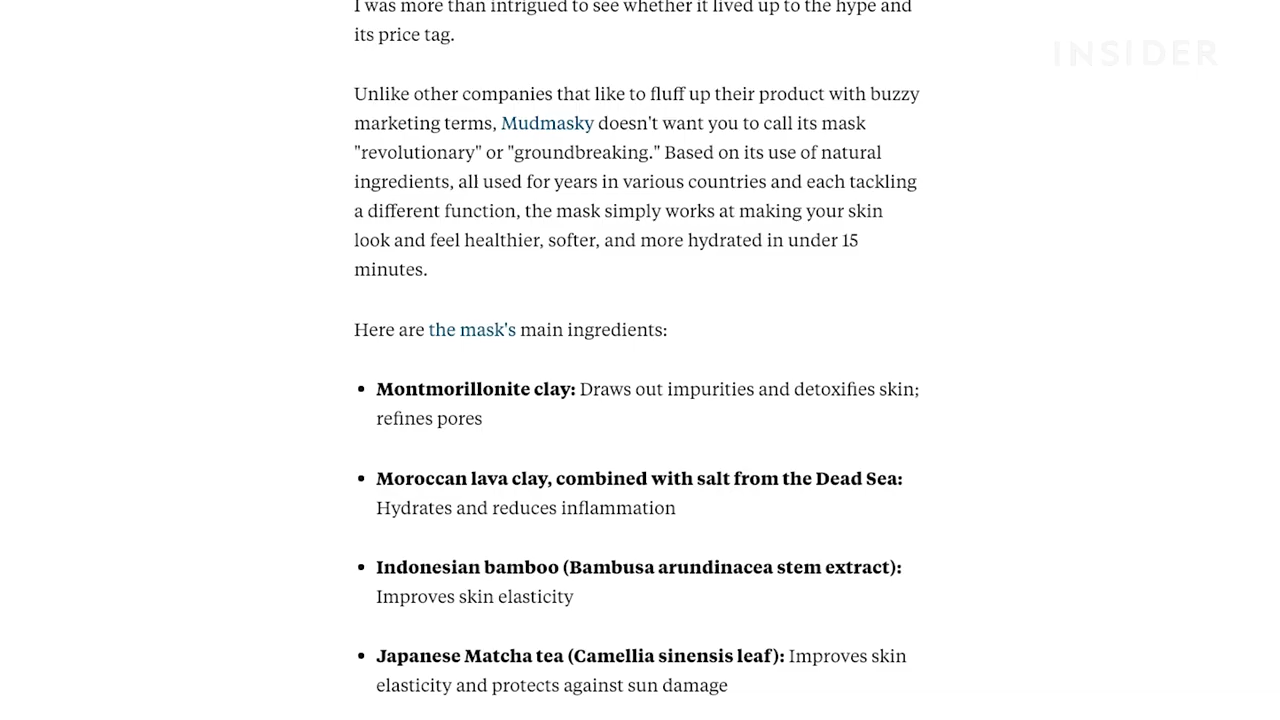 I was more than intrigued to see whether it lived up to the hype and
its price tag.
INSIDER
Unlike other companies that like to fluff up their product with buzzy
marketing terms, Mudmasky doesn't want you to call its mask
"revolutionary" or "groundbreaking." Based on its use of natural
ingredients, all used for years in various countries and each tackling
a different function, the mask simply works at making your skin
look and feel healthier, softer, and more hydrated in under 15
minutes.
Here are the mask's main ingredients:
• Montmorillonite clay: Draws out impurities and detoxifies skin;
refines pores
• Moroccan lava clay, combined with salt from the Dead Sea:
Hydrates and reduces inflammation
• Indonesian bamboo (Bambusa arundinacea stem extract):
Improves skin elasticity
• Japanese Matcha tea (Camellia sinensis leaf): Improves skin
elasticity and protects against sun damage